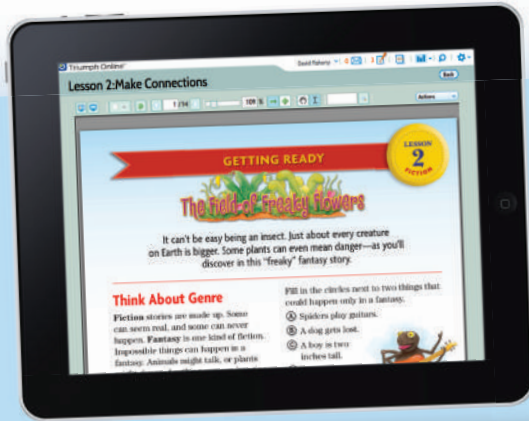 Triumph Online™
David Flaherty
Lesson 2:Make Connections
Back
1/14
109 %
Actions
GETTING READY
LESSON
2
FICTION
The Field of Freaky Flowers
It can't be easy being an insect. Just about every creature
on Earth is bigger. Some plants can even mean danger—as you'll
discover in this "freaky" fantasy story.
Think About Genre
Fiction stories are made up. Some
can seem real, and some can never
happen. Fantasy is one kind of fiction.
Impossible things can happen in a
fantasy. Animals might talk, or plants
Fill in the circles next to two things that
could happen only in a fantasy.
A Spiders play guitars.
B A dog gets lost.
C A boy is two
inches tall.